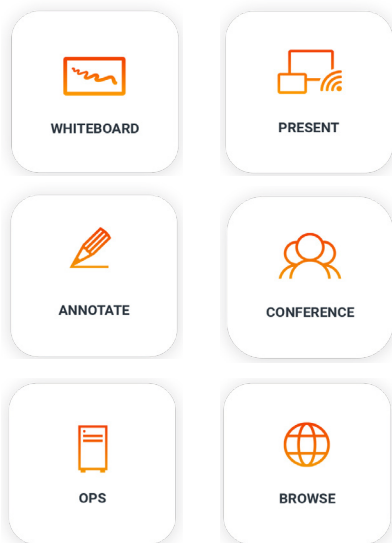 WHITEBOARD
PRESENT
ANNOTATE
CONFERENCE
OPS
BROWSE